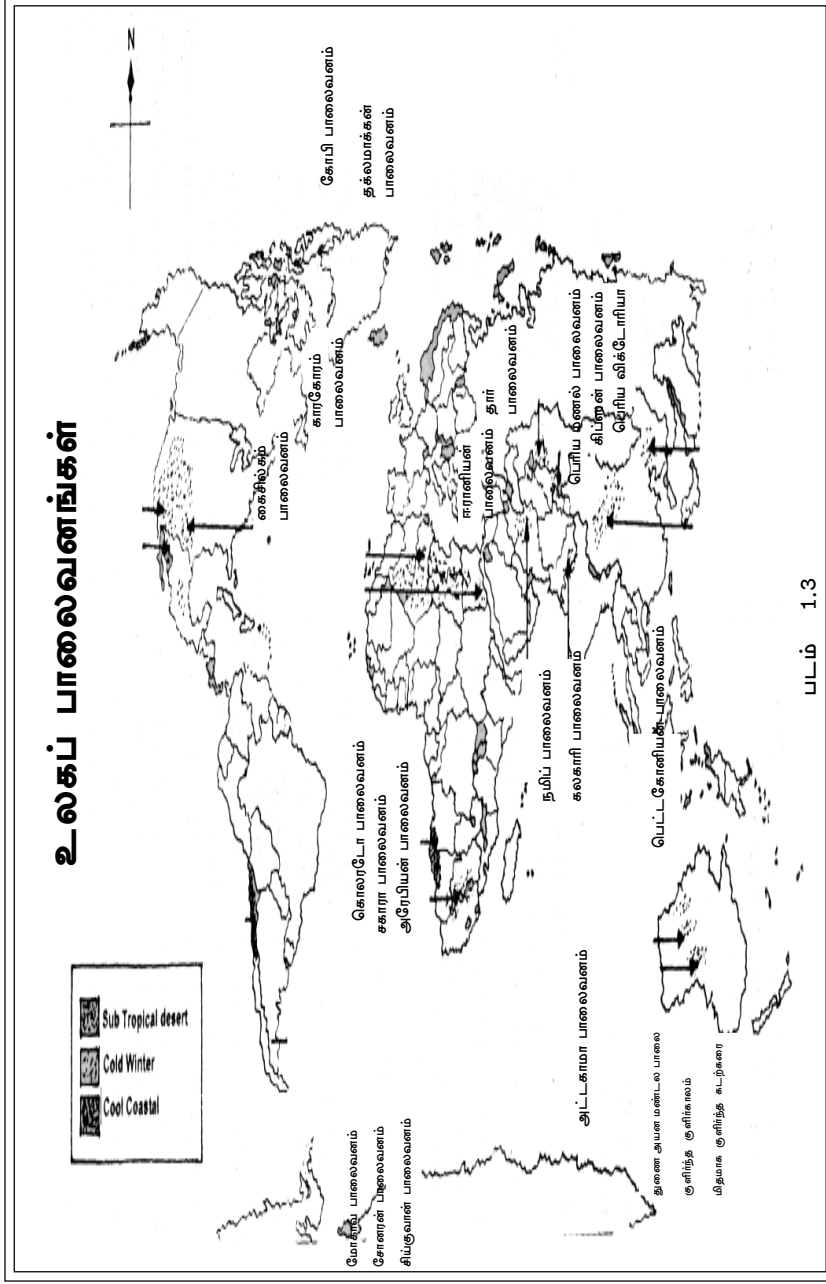 உலகப் பாலைவனங்கள்
N
Sub Tropical desert
Cold Winter
Cool Coastal
கைசில்கம்
பாலைவனம்
காரகோரம்
பாலைவனம்
கோபி பாலைவனம்
தக்லமாக்கன்
பாலைவனம்
மோகாவ் பாலைவனம்
சோனரன் பாலைவனம்
சிய்குவான் பாலைவனம்
கொலரடோ பாலைவனம்
சகாரா பாலைவனம்
அரேபியன் பாலைவனம்
ஈரானியன்
பாலைவனம்
தார்
பாலைவனம்
நமிப் பாலைவனம்
கலகாரி பாலைவனம்
பெரிய மணல் பாலைவனம்
கிப்ஸன் பாலைவனம்
பெரிய விக்டோரியா
அட்டகாமா பாலைவனம்
பெட்டகோனியன் பாலைவனம்
துணை அயன மண்டல பாலை
குளிர்ந்த குளிர்காலம்
மிதமாக குளிர்ந்த கடற்கரை
படம் 1.3